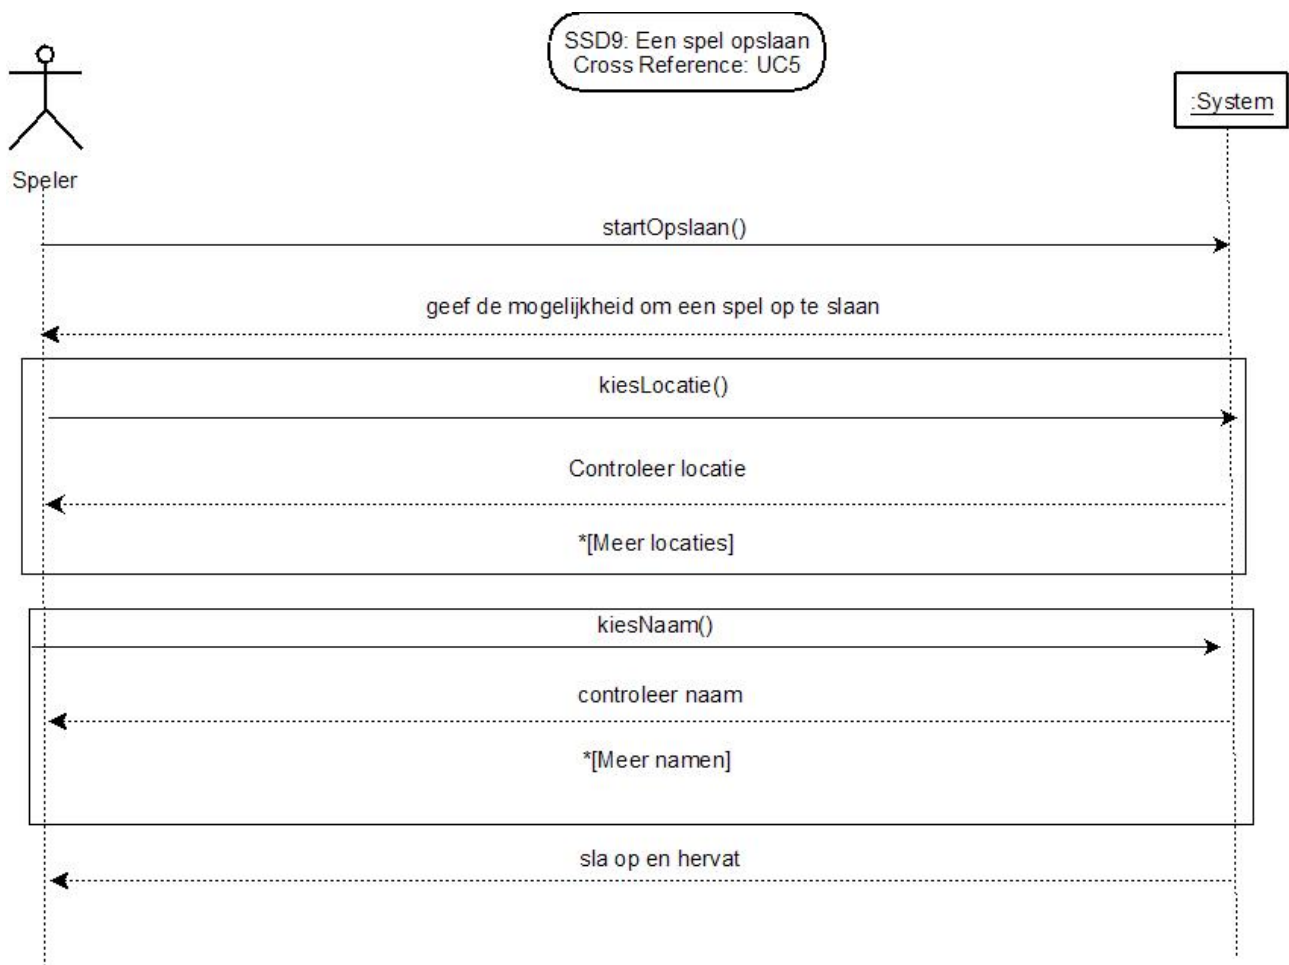 SSD9: Een spel opslaan
Cross Reference: UC5
:System
Speler
startOpslaan()
geef de mogelijkheid om een spel op te slaan
kiesLocatie()
Controleer locatie
*[Meer locaties]
kiesNaam()
controleer naam
*[Meer namen]
sla op en hervat